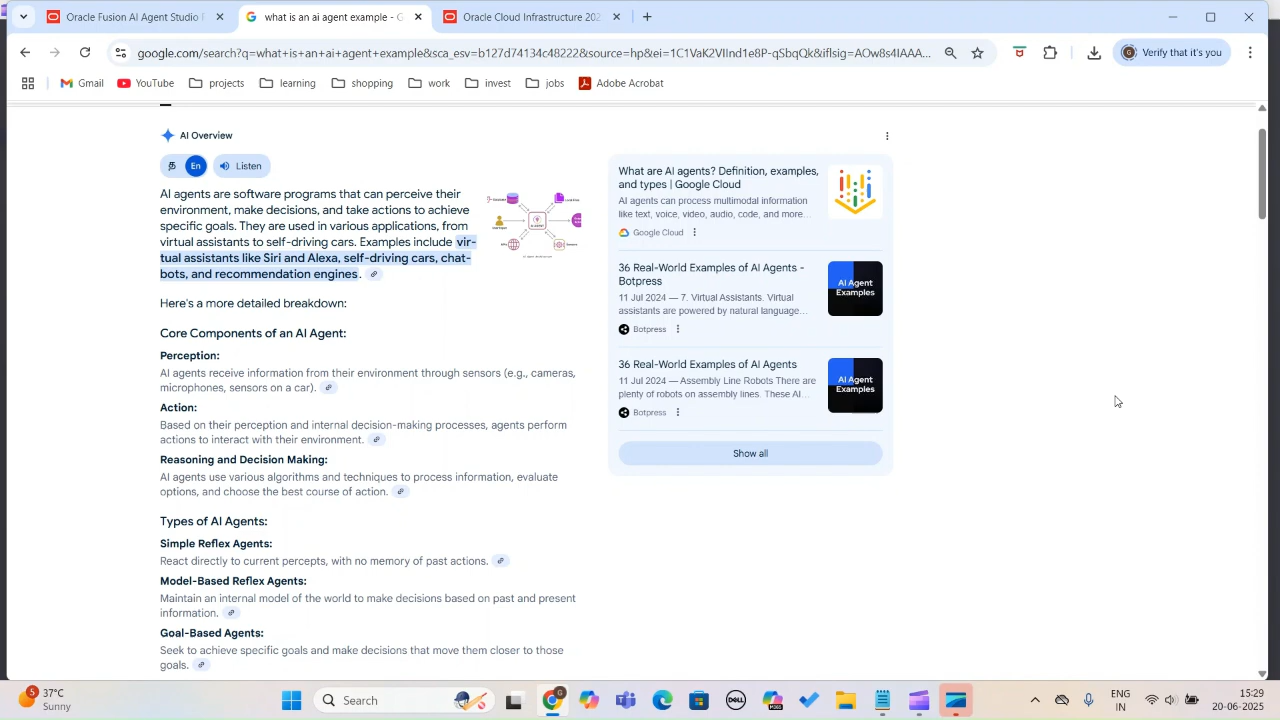 Oracle Fusion AI Agent Studio F
what is an ai agent example - G
Oracle Cloud Infrastructure 202
google.com/search?q=what+is+an+ai+agent+example&sca_esv=b127d74134c48222&source=hp&ei=1C1VaK2VIInd1e8P-qSbqQk&iflsig=AOw8s4IAAA...
Verify that it's you
Gmail
YouTube
projects
learning
shopping
work
invest
jobs
Adobe Acrobat
AI Overview
En
Listen
AI agents are software programs that can perceive their
environment, make decisions, and take actions to achieve
specific goals. They are used in various applications, from
virtual assistants to self-driving cars. Examples include vir-
tual assistants like Siri and Alexa, self-driving cars, chat-
bots, and recommendation engines.
Here's a more detailed breakdown:
Core Components of an AI Agent:
Perception:
AI agents receive information from their environment through sensors (e.g., cameras,
microphones, sensors on a car).
Action:
Based on their perception and internal decision-making processes, agents perform
actions to interact with their environment.
Reasoning and Decision Making:
AI agents use various algorithms and techniques to process information, evaluate
options, and choose the best course of action.
Types of AI Agents:
Simple Reflex Agents:
React directly to current percepts, with no memory of past actions.
Model-Based Reflex Agents:
Maintain an internal model of the world to make decisions based on past and present
information.
Goal-Based Agents:
Seek to achieve specific goals and make decisions that move them closer to those
goals.
What are AI agents? Definition, examples,
and types | Google Cloud
AI agents can process multimodal information
like text, voice, video, audio, code, and more...
Google Cloud
36 Real-World Examples of AI Agents -
Botpress
11 Jul 2024 — 7. Virtual Assistants. Virtual
assistants are powered by natural language...
Botpress
AI Agent
Examples
36 Real-World Examples of AI Agents
11 Jul 2024 — Assembly Line Robots There are
plenty of robots on assembly lines. These AI...
Botpress
AI Agent
Examples
Show all
5
37°C
Sunny
Search
DELL
M365
ENG
IN
15:29
20-06-2025